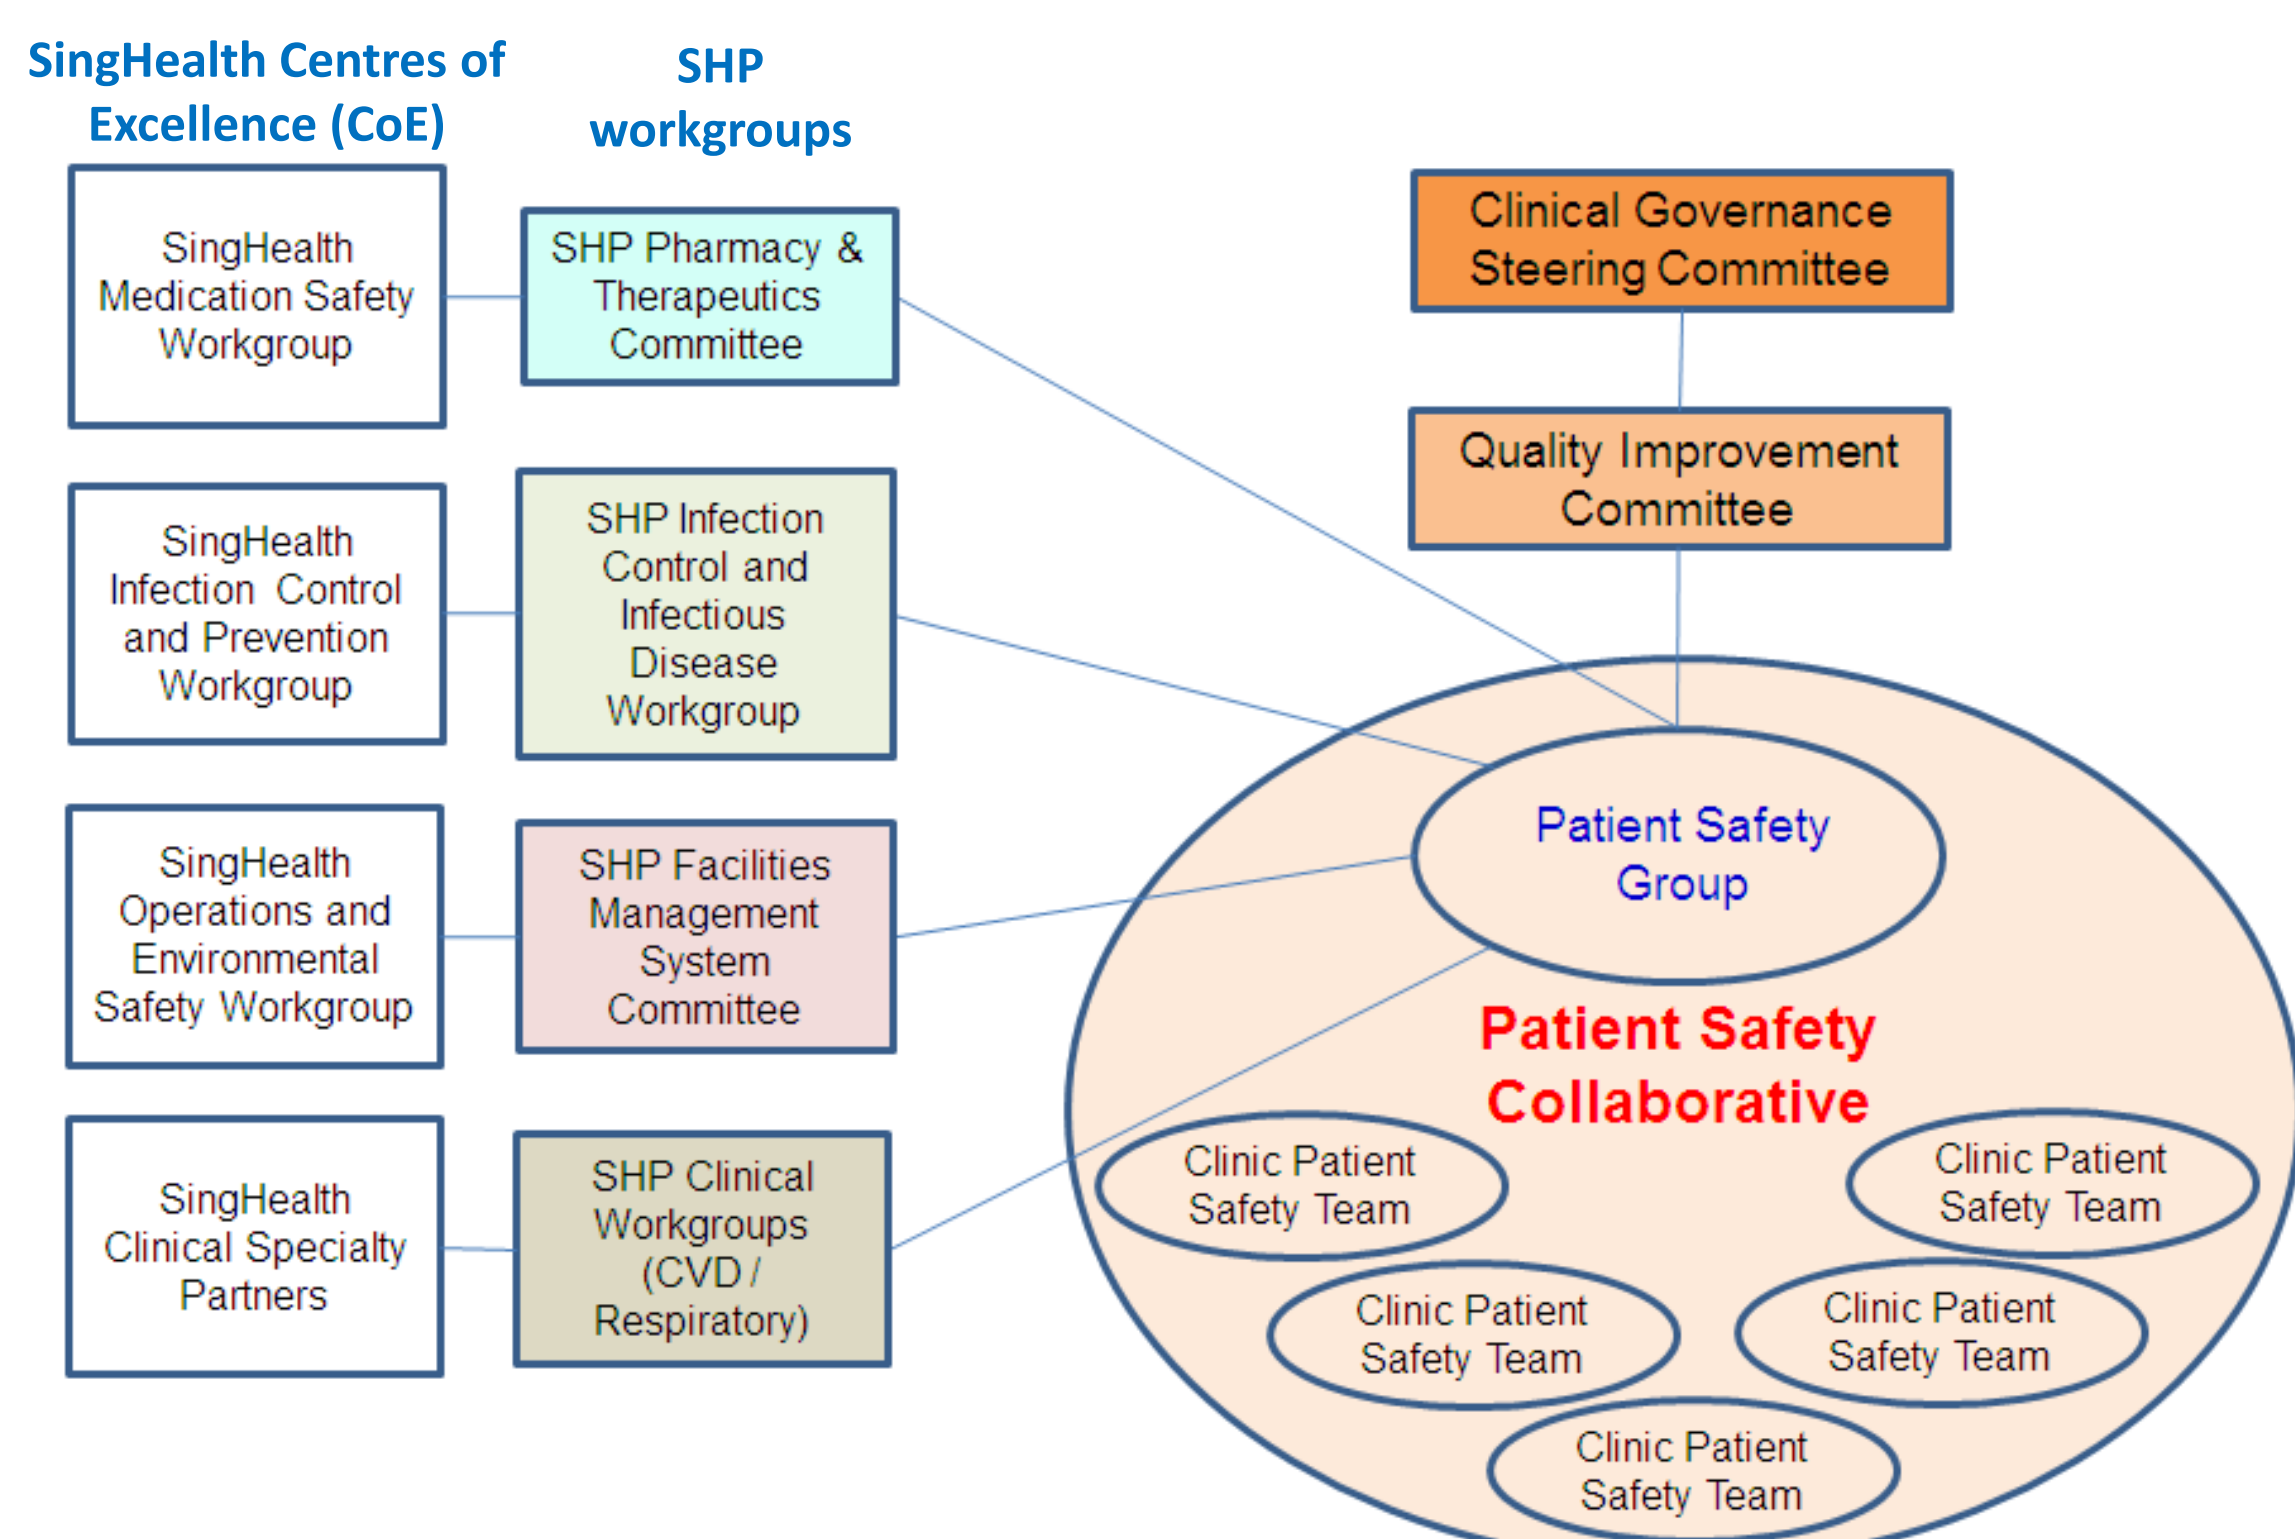 SingHealth Centres of
Excellence (CoE)
SHP
workgroups
SingHealth
Medication Safety
Workgroup
SHP Pharmacy &
Therapeutics
Committee
SingHealth
Infection Control
and Prevention
Workgroup
SHP Infection
Control and
Infectious
Disease
Workgroup
SingHealth
Operations and
Environmental
Safety Workgroup
SHP Facilities
Management
System
Committee
SingHealth
Clinical Specialty
Partners
SHP Clinical
Workgroups
(CVD /
Respiratory)
Clinical Governance
Steering Committee
Quality Improvement
Committee
Patient Safety
Group
Patient Safety
Collaborative
Clinic Patient
Safety Team
Clinic Patient
Safety Team
Clinic Patient
Safety Team
Clinic Patient
Safety Team
Clinic Patient
Safety Team